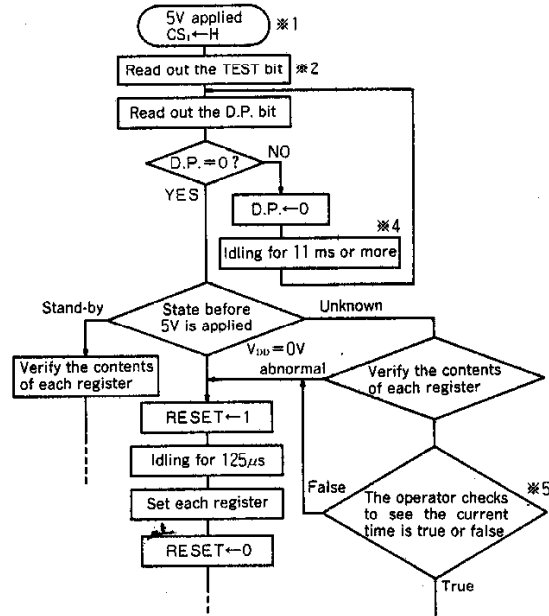 5V applied
CS₁←H
※1
Read out the TEST bit
※2
Read out the D.P. bit
D.P.=0?
NO
YES
D.P.←0
※4
Idling for 11 ms or more
Stand-by
State before
5V is applied
Unknown
Verify the contents
of each register
V_DD=0V
abnormal
Verify the contents
of each register
RESET←1
Idling for 125μs
Set each register
RESET←0
False
The operator checks
to see the current
time is true or false
※5
True